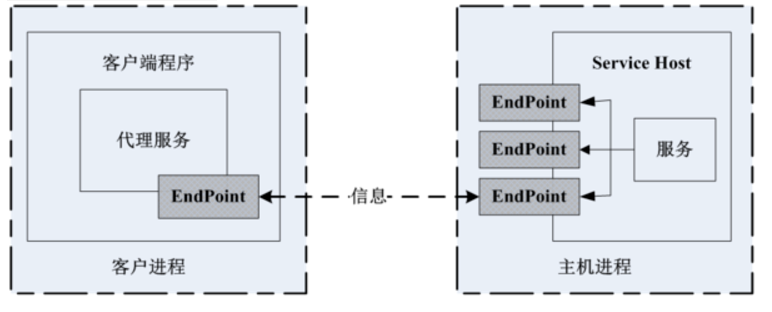 客户端程序
代理服务
EndPoint
客户进程
信息
Service Host
EndPoint
EndPoint
EndPoint
服务
主机进程